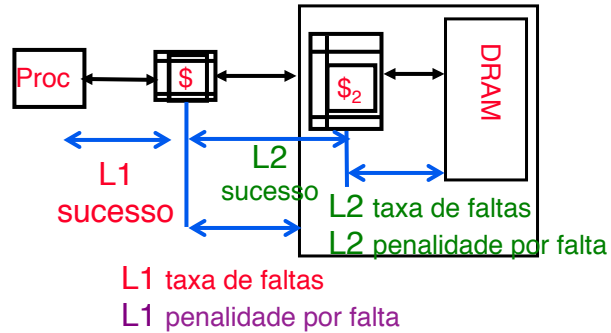 Proc
$
$2
DRAM
L1
sucesso
L2
sucesso
L2 taxa de faltas
L2 penalidade por falta
L1 taxa de faltas
L1 penalidade por falta